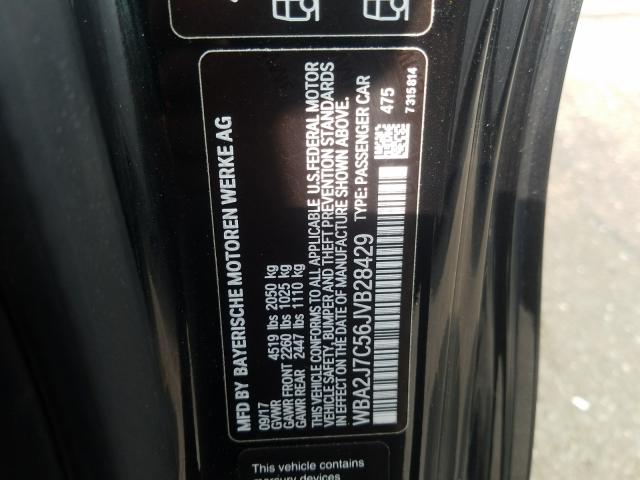 MFD BY BAYERISCHE MOTOREN WERKE AG
09/17
GVWR 4519 lbs 2050 kg
GAWR FRONT 2260 lbs 1025 kg
GAWR REAR 2447 lbs 1110 kg
THIS VEHICLE CONFORMS TO ALL APPLICABLE U.S.FEDERAL MOTOR
VEHICLE SAFETY, BUMPER AND THEFT PREVENTION STANDARDS
IN EFFECT ON THE DATE OF MANUFACTURE SHOWN ABOVE.
WBA2J7C56JVB28429 TYPE: PASSENGER CAR
475
7 315 814
This vehicle contains
mercury devices